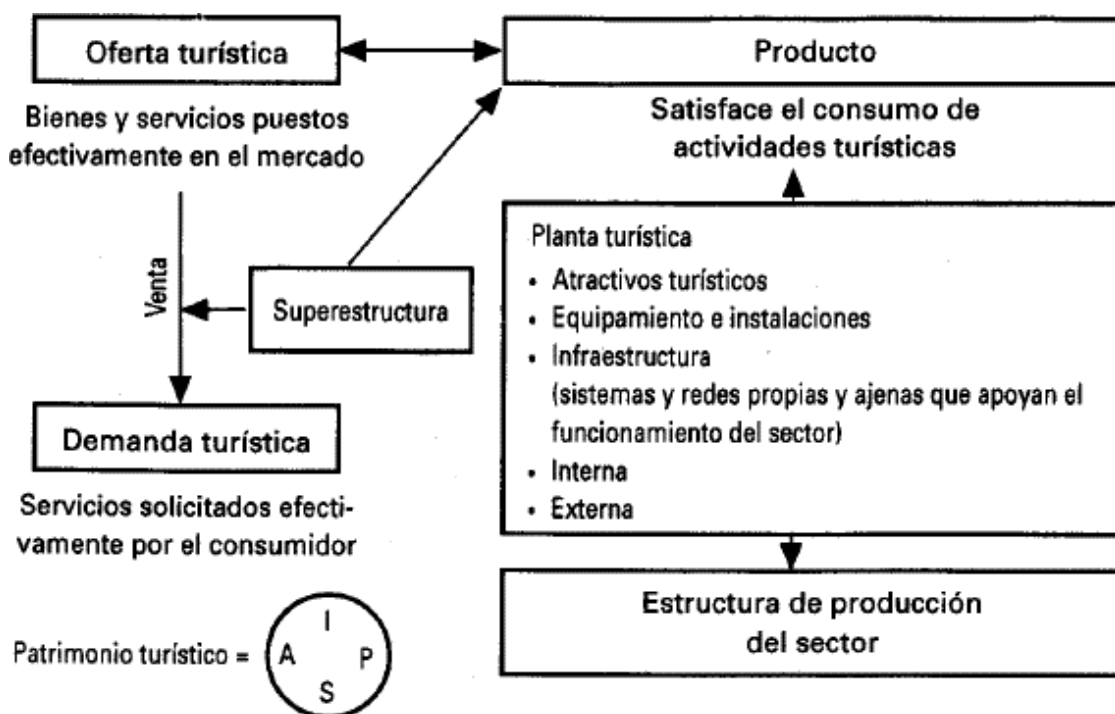 Oferta turística
Producto
Bienes y servicios puestos
efectivamente en el mercado
Satisface el consumo de
actividades turísticas
Venta
Superestructura
Planta turística
• Atractivos turísticos
• Equipamiento e instalaciones
• Infraestructura
(sistemas y redes propias y ajenas que apoyan el
funcionamiento del sector)
• Interna
• Externa
Demanda turística
Servicios solicitados efecti-
vamente por el consumidor
Estructura de producción
del sector
Patrimonio turístico =
I
A P
S